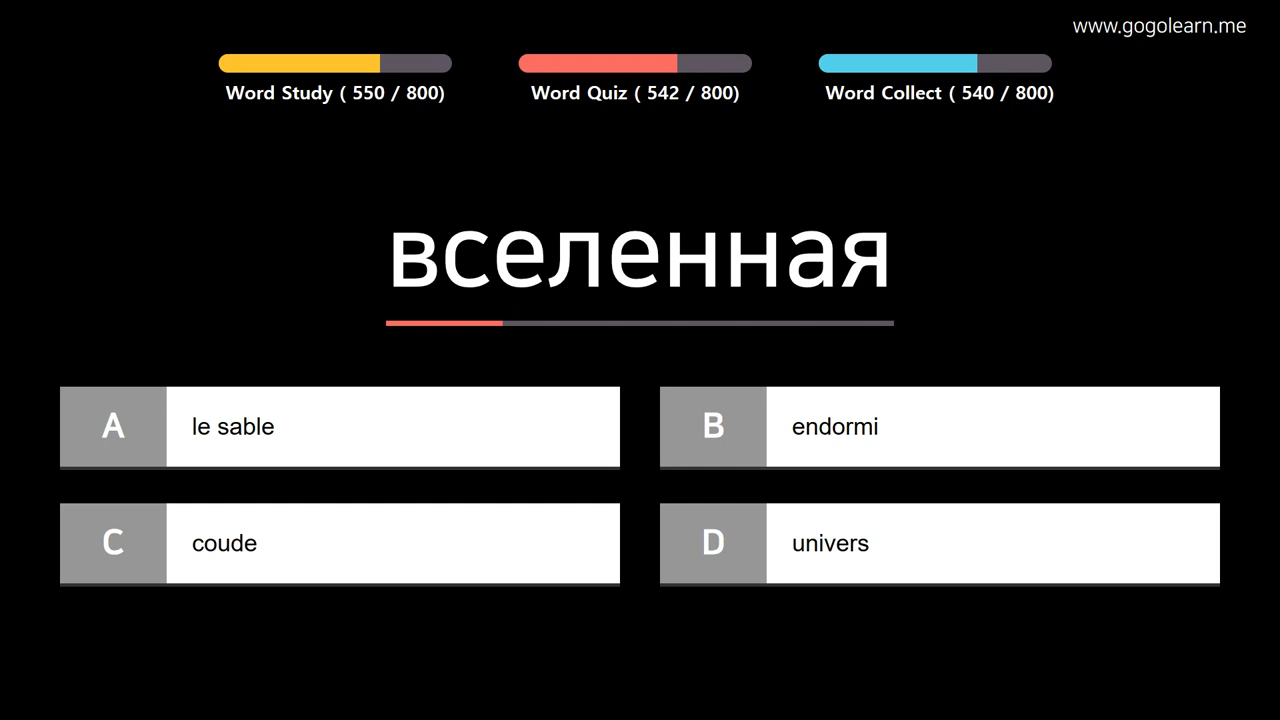 www.gogolearn.me
Word Study ( 550 / 800)
Word Quiz ( 542 / 800)
Word Collect ( 540 / 800)
вселенная
A le sable
B endormi
C coude
D univers